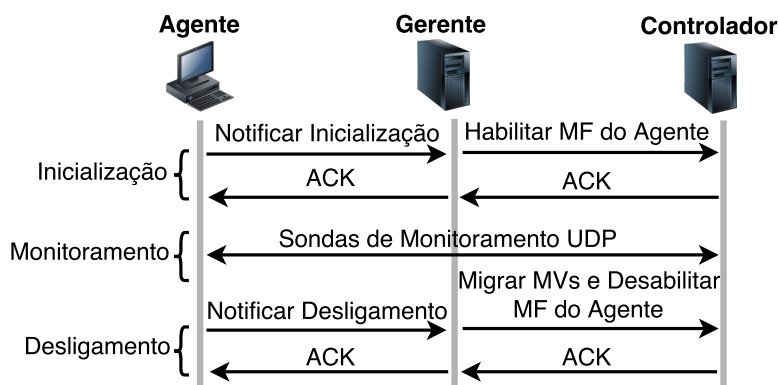 Agente
Gerente
Controlador
Notificar Inicialização
Habilitar MF do Agente
Inicialização
ACK
ACK
Monitoramento
Sondas de Monitoramento UDP
Migrar MVs e Desabilitar
MF do Agente
Notificar Desligamento
Desligamento
ACK
ACK